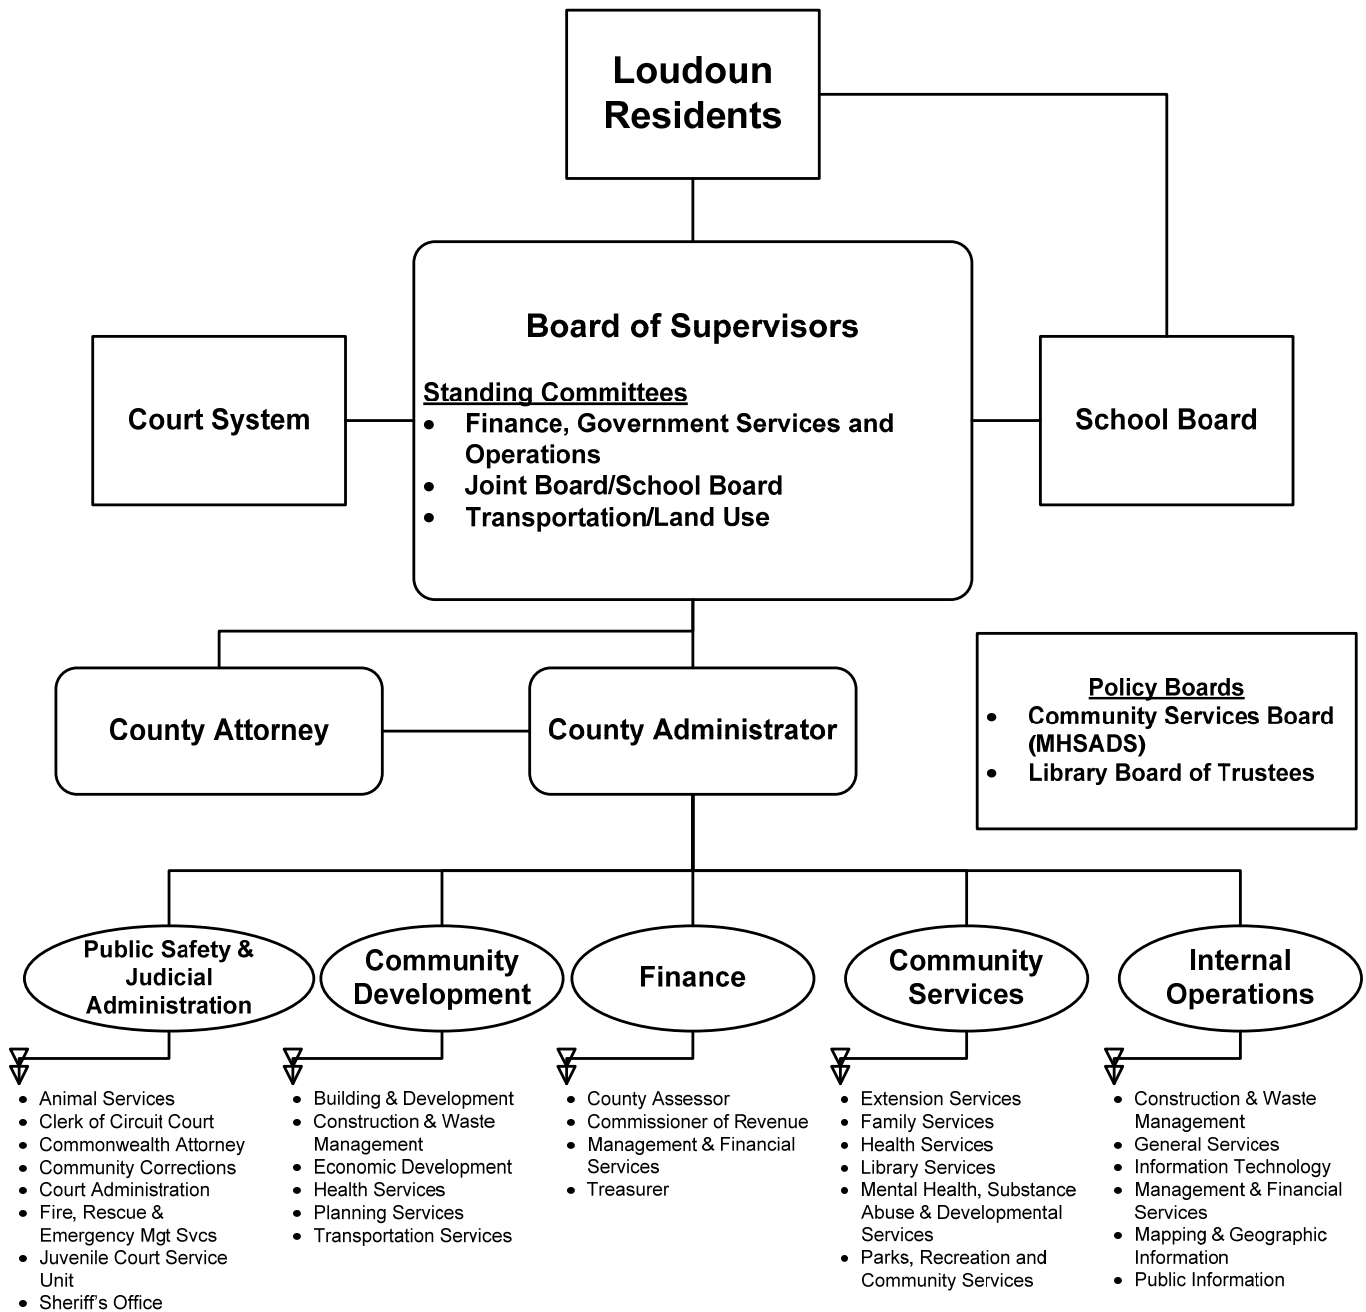 Loudoun
Residents
Board of Supervisors
Standing Committees
• Finance, Government Services and
Operations
• Joint Board/School Board
• Transportation/Land Use
Court System
School Board
County Attorney
County Administrator
Policy Boards
• Community Services Board
(MHSADS)
• Library Board of Trustees
Public Safety &
Judicial
Administration
Community
Development
Finance
Community
Services
Internal
Operations
• Animal Services
• Clerk of Circuit Court
• Commonwealth Attorney
• Community Corrections
• Court Administration
• Fire, Rescue &
Emergency Mgt Svcs
• Juvenile Court Service
Unit
• Sheriff's Office
• Building & Development
• Construction & Waste
Management
• Economic Development
• Health Services
• Planning Services
• Transportation Services
• County Assessor
• Commissioner of Revenue
• Management & Financial
Services
• Treasurer
• Extension Services
• Family Services
• Health Services
• Library Services
• Mental Health, Substance
Abuse & Developmental
Services
• Parks, Recreation and
Community Services
• Construction & Waste
Management
• General Services
• Information Technology
• Management & Financial
Services
• Mapping & Geographic
Information
• Public Information